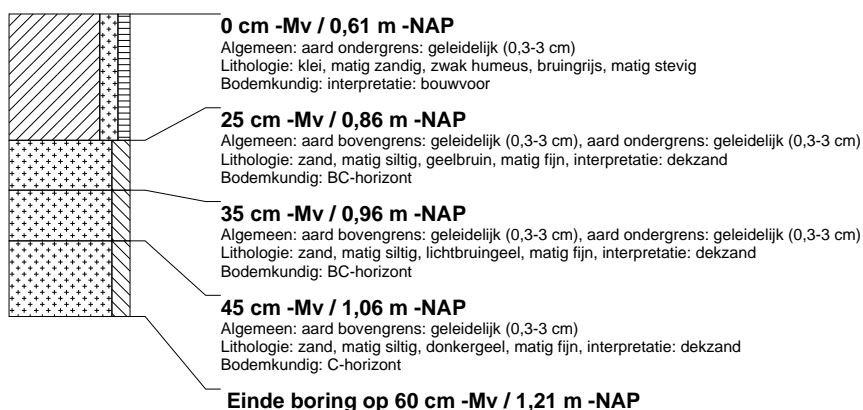 0 cm -Mv / 0,61 m -NAP
Algemeen: aard ondergrens: geleidelijk (0,3-3 cm)
Lithologie: klei, matig zandig, zwak humeus, bruingrijs, matig stevig
Bodemkundig: interpretatie: bouwvoor
25 cm -Mv / 0,86 m -NAP
Algemeen: aard bovengrens: geleidelijk (0,3-3 cm), aard ondergrens: geleidelijk (0,3-3 cm)
Lithologie: zand, matig siltig, geelbruin, matig fijn, interpretatie: dekzand
Bodemkundig: BC-horizont
35 cm -Mv / 0,96 m -NAP
Algemeen: aard bovengrens: geleidelijk (0,3-3 cm), aard ondergrens: geleidelijk (0,3-3 cm)
Lithologie: zand, matig siltig, lichtbruingeel, matig fijn, interpretatie: dekzand
Bodemkundig: BC-horizont
45 cm -Mv / 1,06 m -NAP
Algemeen: aard bovengrens: geleidelijk (0,3-3 cm)
Lithologie: zand, matig siltig, donkergeel, matig fijn, interpretatie: dekzand
Bodemkundig: C-horizont
Einde boring op 60 cm -Mv / 1,21 m -NAP